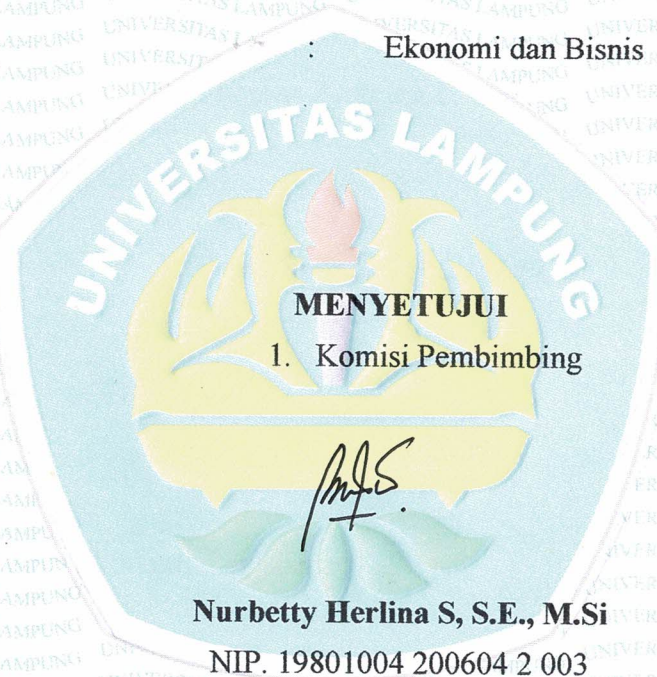 : Ekonomi dan Bisnis
UNIVERSITAS LAMPUNG
MENYETUJUI
1. Komisi Pembimbing
Nurbetty Herlina S, S.E., M.Si
NIP. 19801004 200604 2 003